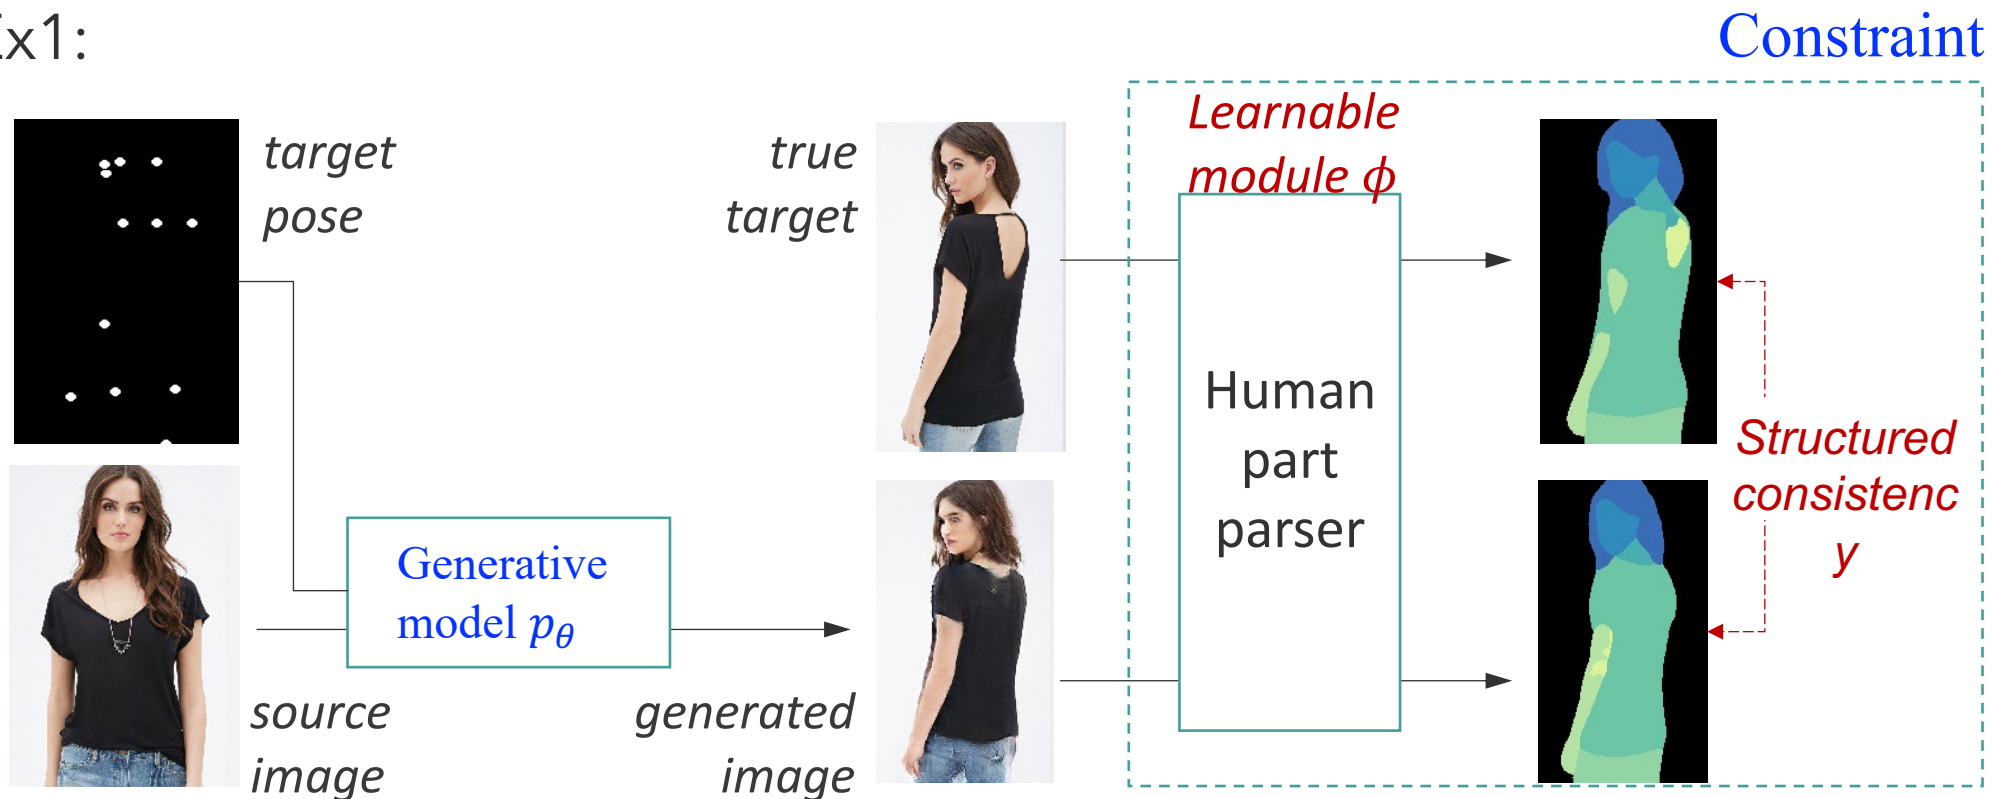 Ex1:
Constraint
target
pose
true
target
Learnable
module ϕ
Human
part
parser
Structured
consistenc
y
Generative
model pθ
source
image
generated
image